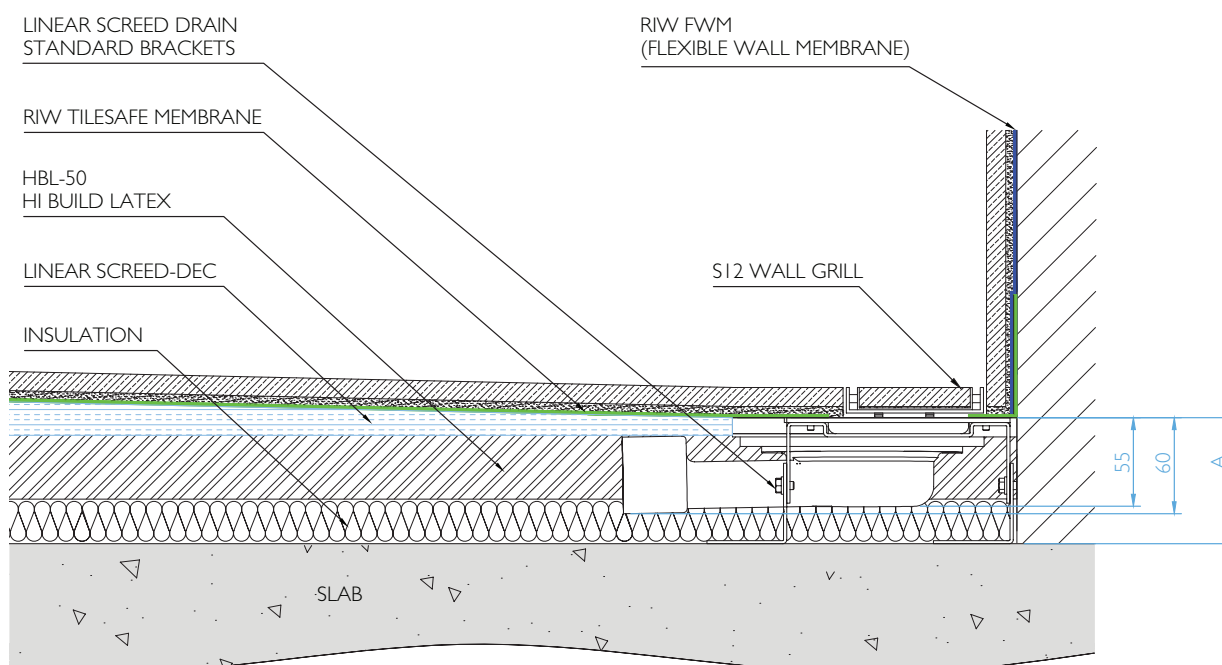 LINEAR SCREED DRAIN
STANDARD BRACKETS
RIW FWM
(FLEXIBLE WALL MEMBRANE)
RIW TILESAFE MEMBRANE
HBL-50
HI BUILD LATEX
LINEAR SCREED-DEC
S12 WALL GRILL
INSULATION
55
60
A
SLAB